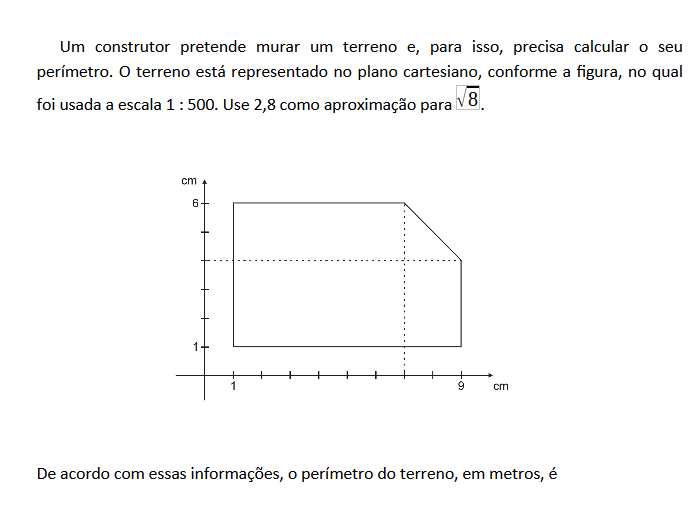 Um construtor pretende murar um terreno e, para isso, precisa calcular o seu
perímetro. O terreno está representado no plano cartesiano, conforme a figura, no qual
foi usada a escala 1 : 500. Use 2,8 como aproximação para √8.
cm
6
1
1
9
cm
De acordo com essas informações, o perímetro do terreno, em metros, é